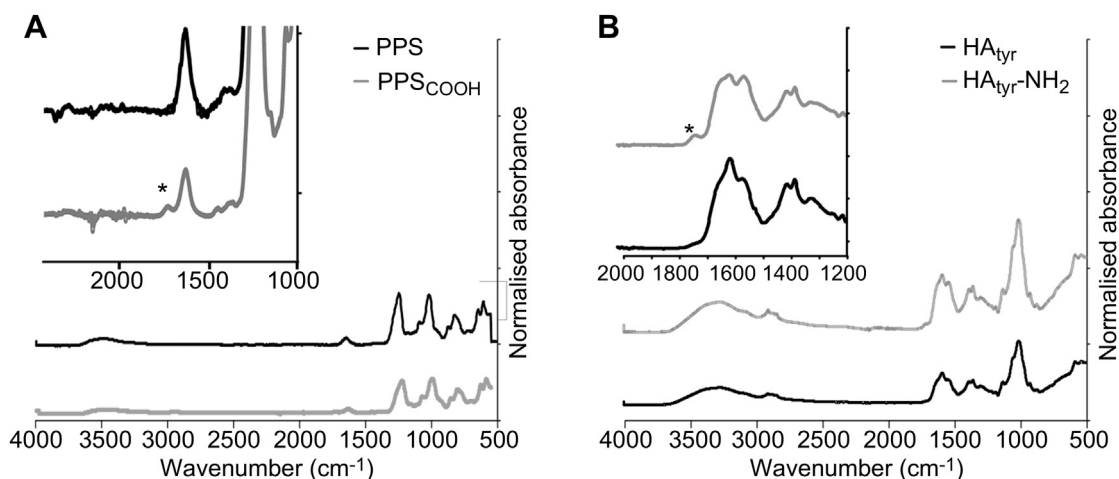 A
PPS
PPS_COOH
*
2000 1500 1000
Normalised absorbance
4000 3500 3000 2500 2000 1500 1000 500
Wavenumber (cm⁻¹)
B
HA_tyr
HA_tyr-NH₂
*
2000 1800 1600 1400 1200
Normalised absorbance
4000 3500 3000 2500 2000 1500 1000 500
Wavenumber (cm⁻¹)